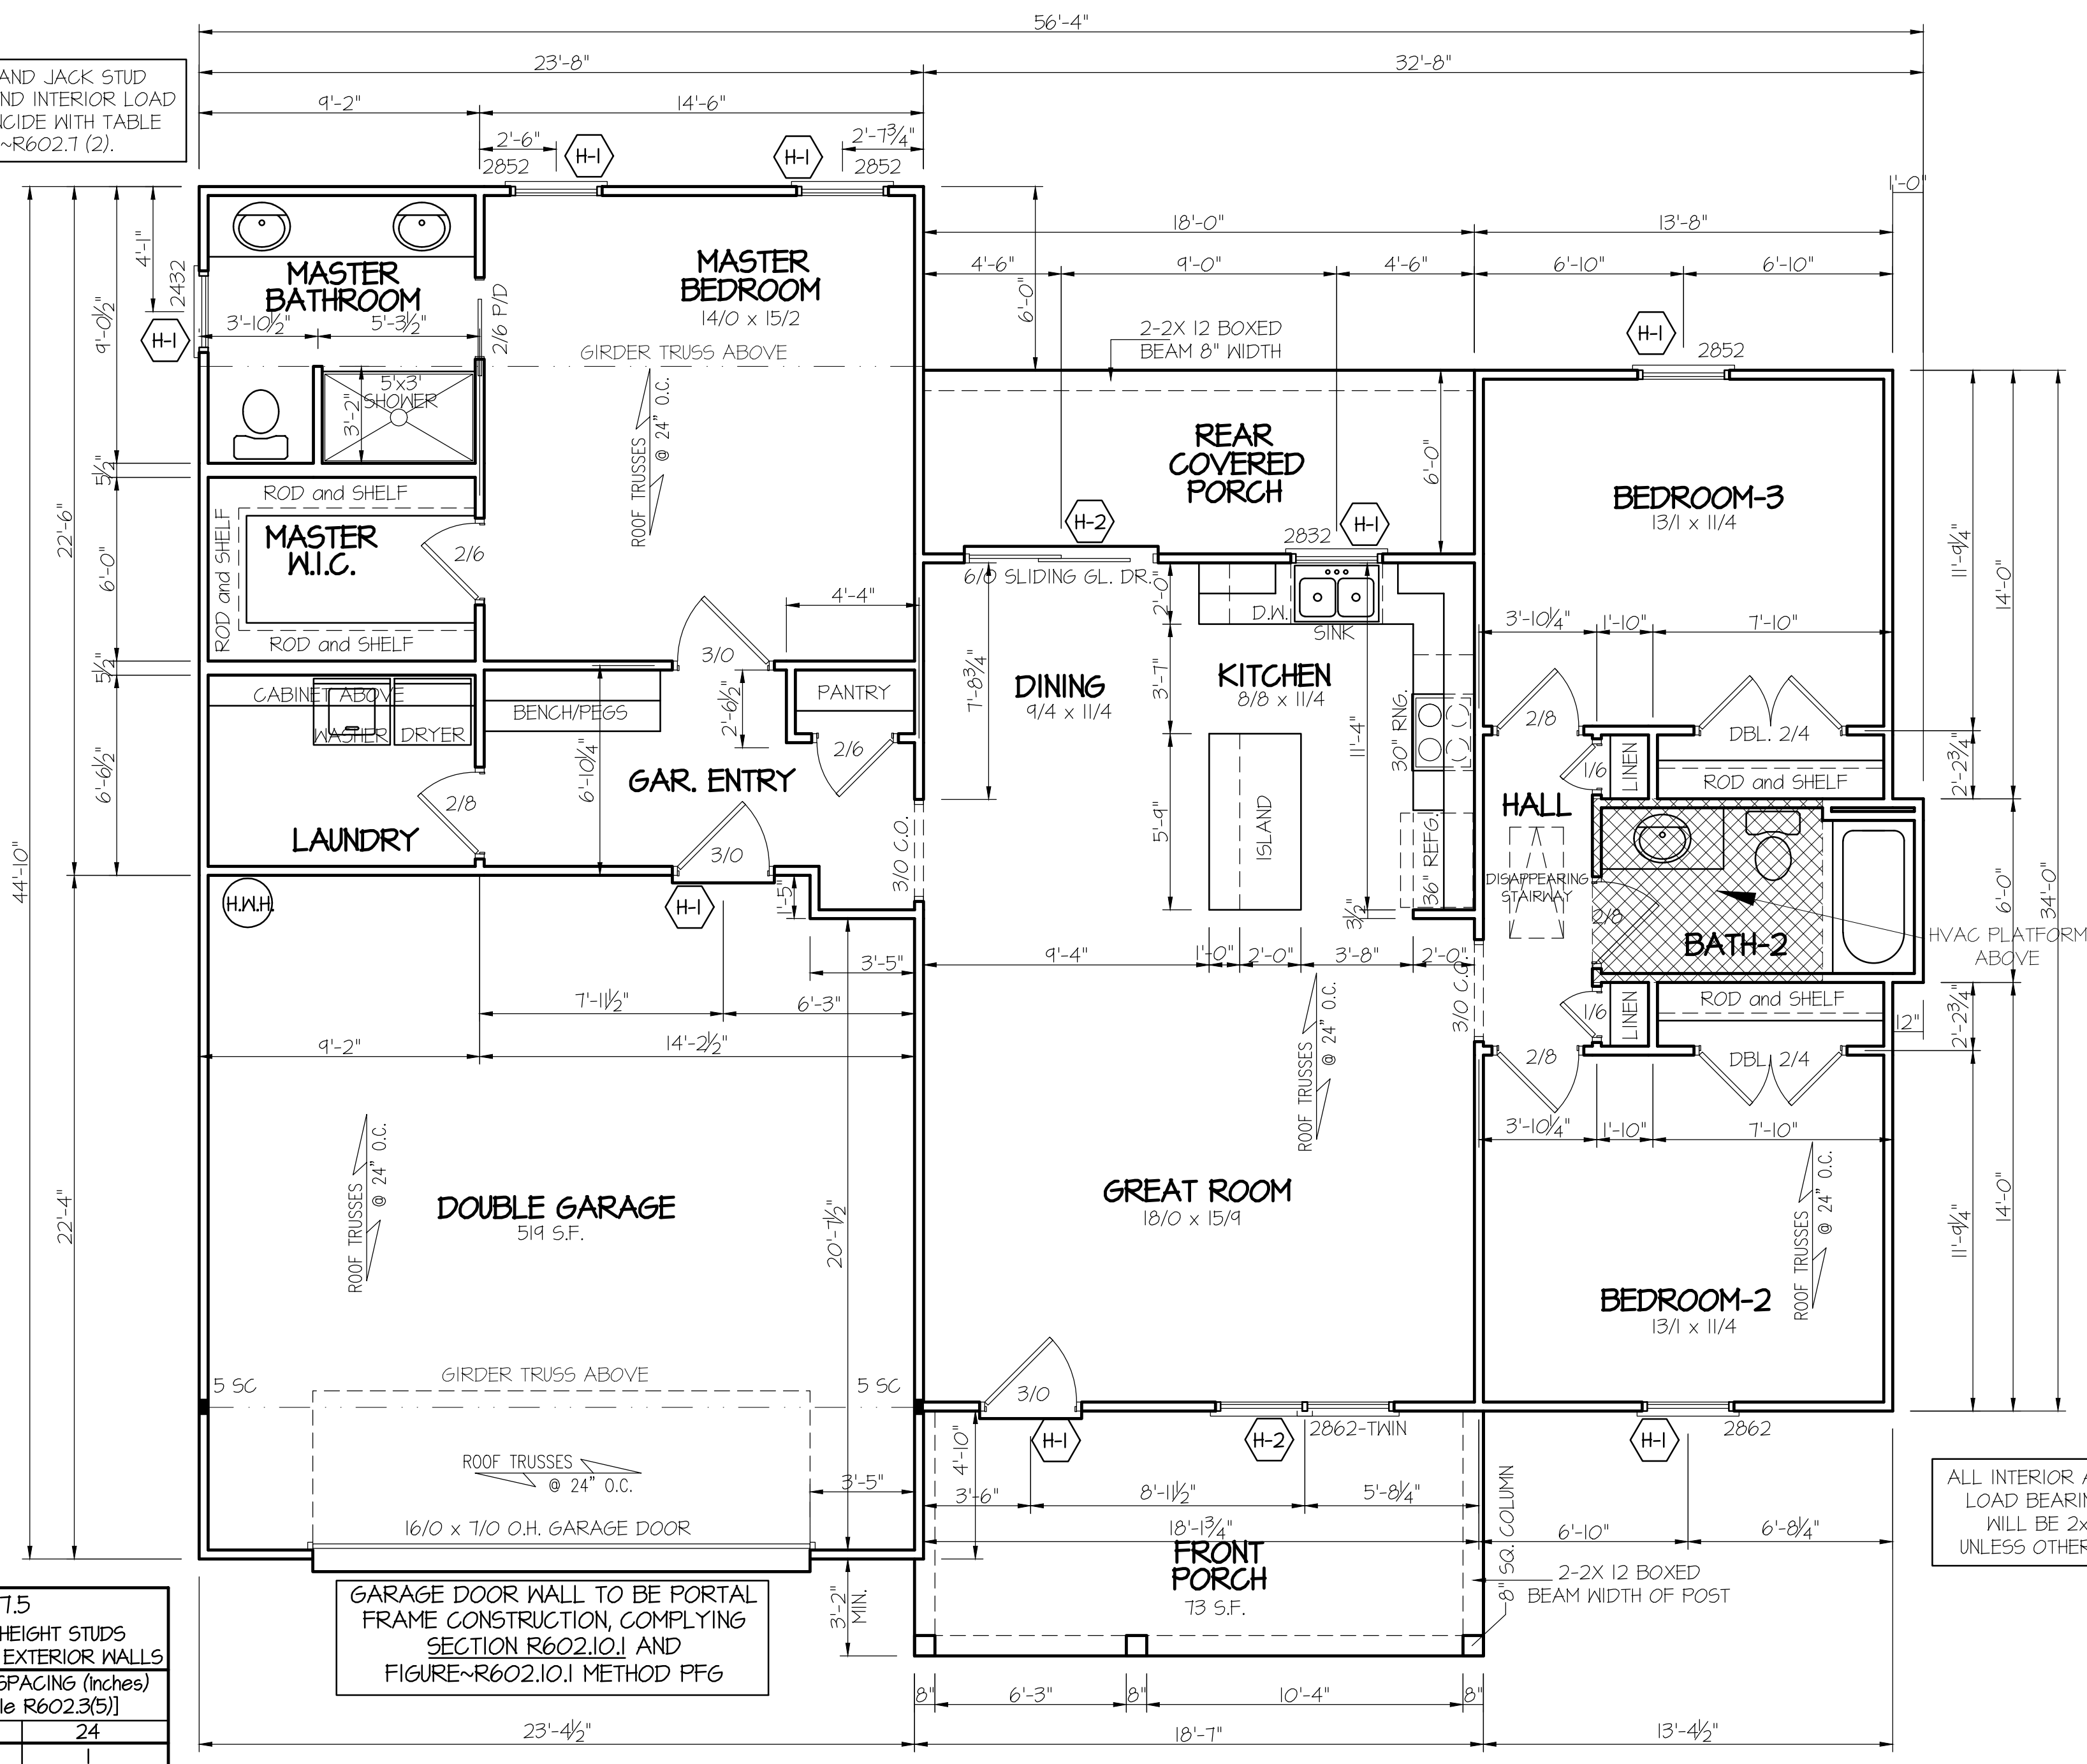 56'-4"
23'-8"
32'-8"
AND JACK STUD
ND INTERIOR LOAD
NCIDE WITH TABLE
~R602.7 (2).
9'-2"
14'-6"
2'-6"
H-1
2852
H-1
2'-7¾"
2852
1'-0"
18'-0"
13'-8"
4'-6"
9'-0"
4'-6"
6'-10"
6'-10"
6'-0"
4'-1"
2432
H-1
9'-0½"
5½"
22'-6"
6'-0"
5½"
6'-6½"
44'-10"
22'-4"
MASTER
BATHROOM
3'-10½"
5'-3½"
2/6 P/D
5'x3'
SHOWER
3'-2"
MASTER
BEDROOM
14/0 x 15/2
GIRDER TRUSS ABOVE
ROOF TRUSSES
@ 24" O.C.
2-2X 12 BOXED
BEAM 8" WIDTH
H-1
2852
REAR
COVERED
PORCH
6'-0"
H-2
2832
H-1
BEDROOM-3
13/1 x 11/4
ROD and SHELF
ROD and SHELF
MASTER
W.I.C.
2/6
ROD and SHELF
4'-4"
3/0
6/0 SLIDING GL. DR.
2'-0"
D.W.
SINK
3'-10¼"
1'-10"
7'-10"
11'-9¼"
14'-0"
CABINET ABOVE
WASHER
DRYER
BENCH/PEGS
2'-6½"
PANTRY
2/6
7'-8¾"
DINING
9/4 x 11/4
3'-7"
KITCHEN
8/8 x 11/4
11'-4"
30" RNG.
2/8
DBL. 2/4
1/6
LINEN
ROD and SHELF
2'-2¾"
6'-10¼"
GAR. ENTRY
2/8
LAUNDRY
3/0
3/0 C.O.
5'-9"
ISLAND
36" REFG.
3½"
HALL
DISAPPEARING
STAIRWAY
2/8
BATH-2
HVAC PLATFORM
ABOVE
6'-0"
34'-0"
H.W.H.
H-1
1'-5"
3'-5"
7'-11½"
6'-3"
9'-2"
14'-2½"
9'-4"
1'-0"
2'-0"
3'-8"
2'-0"
3/0 C.O.
ROOF TRUSSES
@ 24" O.C.
1/6
LINEN
ROD and SHELF
12"
2'-2¾"
2/8
DBL. 2/4
3'-10¼"
1'-10"
7'-10"
ROOF TRUSSES
@ 24" O.C.
DOUBLE GARAGE
519 S.F.
20'-7½"
GREAT ROOM
18/0 x 15/9
ROOF TRUSSES
@ 24" O.C.
11'-9¼"
14'-0"
BEDROOM-2
13/1 x 11/4
GIRDER TRUSS ABOVE
5 SC
5 SC
3/0
H-1
H-2
2862-TWIN
H-1
2862
4'-10"
ROOF TRUSSES
@ 24" O.C.
3'-5"
3'-6"
8'-11½"
5'-8¼"
16/0 x 7/0 O.H. GARAGE DOOR
18'-1¾"
6'-10"
6'-8¼"
FRONT
PORCH
73 S.F.
8" SQ. COLUMN
2-2X 12 BOXED
BEAM WIDTH OF POST
ALL INTERIOR A
LOAD BEARIN
WILL BE 2x
UNLESS OTHER
3'-2"
MIN.
GARAGE DOOR WALL TO BE PORTAL
FRAME CONSTRUCTION, COMPLYING
SECTION R602.10.1 AND
FIGURE~R602.10.1 METHOD PFG
7.5
HEIGHT STUDS
EXTERIOR WALLS
SPACING (inches)
le R602.3(5)]
24
1
8"
6'-3"
8"
10'-4"
8"
23'-4½"
18'-7"
13'-4½"